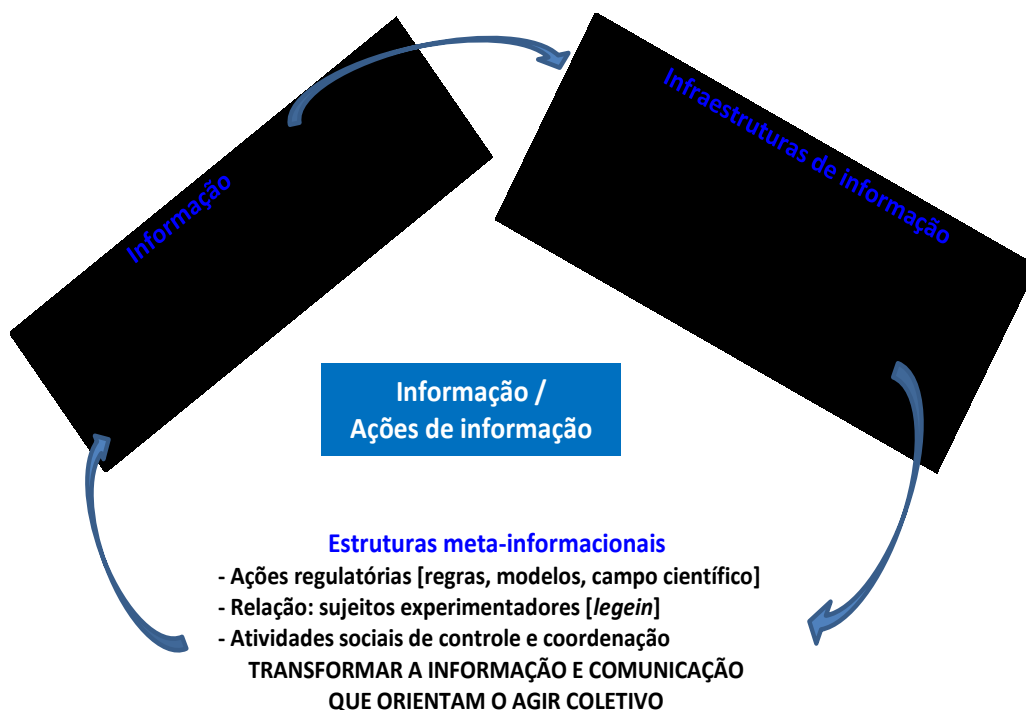 Informação
Infraestruturas de informação
Informação /
Ações de informação
Estruturas meta-informacionais
- Ações regulatórias [regras, modelos, campo científico]
- Relação: sujeitos experimentadores [legein]
- Atividades sociais de controle e coordenação
TRANSFORMAR A INFORMAÇÃO E COMUNICAÇÃO
QUE ORIENTAM O AGIR COLETIVO